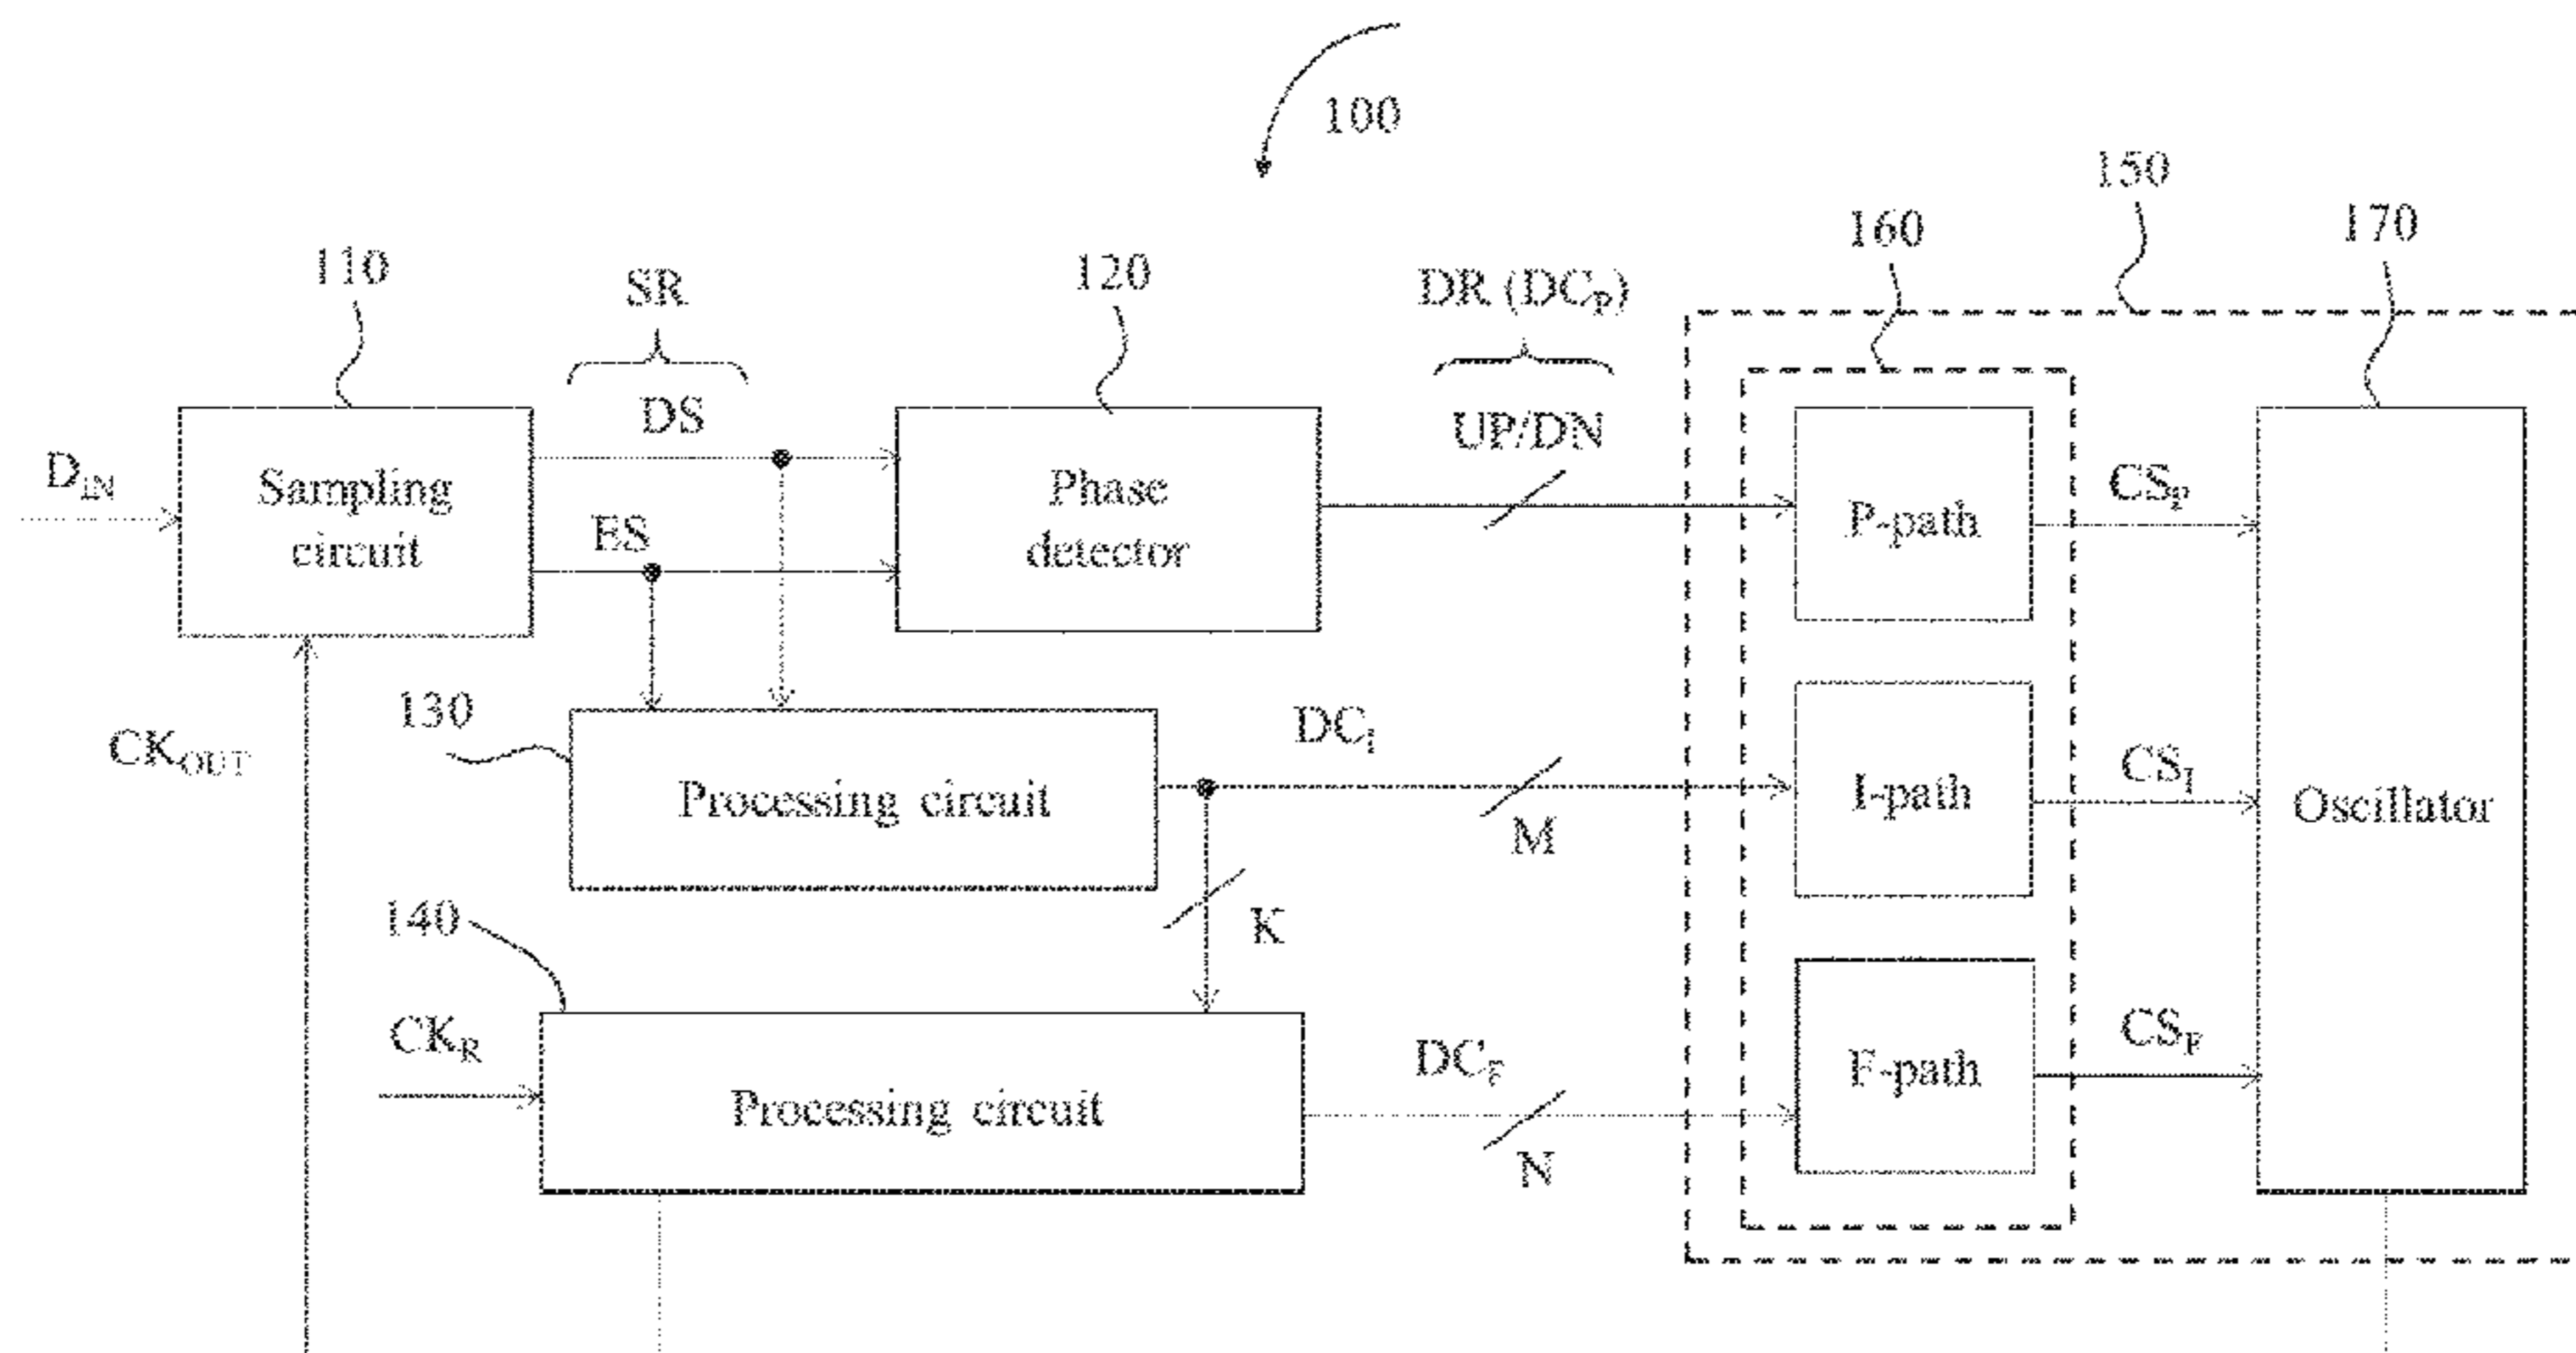 100
150
160
170
110
SR
120
DR (DCP)
DS
UP/DN
DIN
Sampling
circuit
ES
Phase
detector
P-path
CSP
130
CKOUT
Processing circuit
DCI
M
I-path
CSI
Oscillator
140
K
CKR
Processing circuit
DCF
N
F-path
CSF